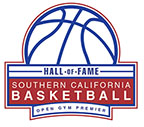 HALL-OF-FAME
SOUTHERN CALIFORNIA
BASKETBALL
OPEN GYM PREMIER